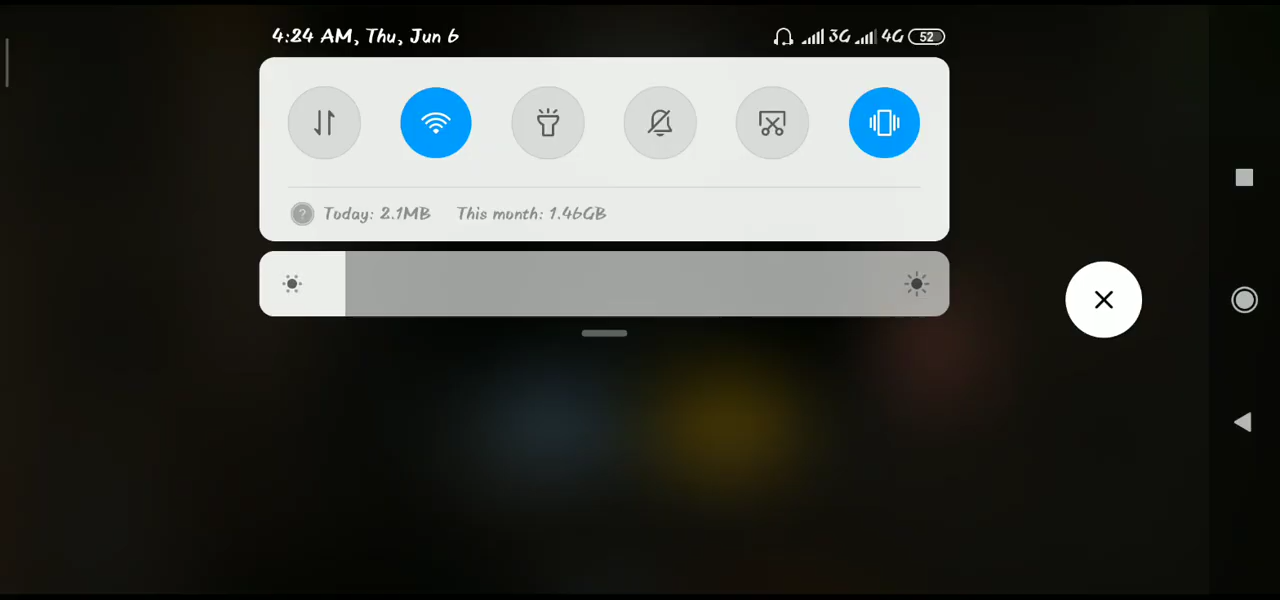 4:24 AM, Thu, Jun 6 3G 4G 52
? Today: 2.1MB This month: 1.46GB